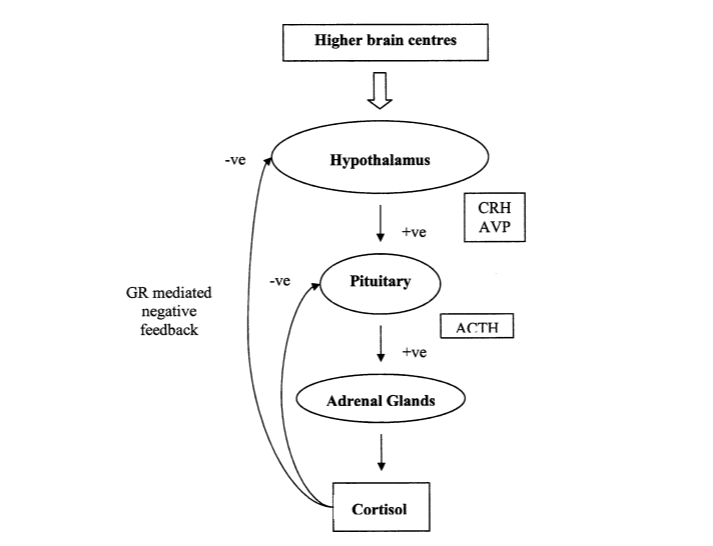 Higher brain centres
-ve
Hypothalamus
CRH
AVP
+ve
-ve
Pituitary
GR mediated
negative
feedback
ACTH
+ve
Adrenal Glands
Cortisol